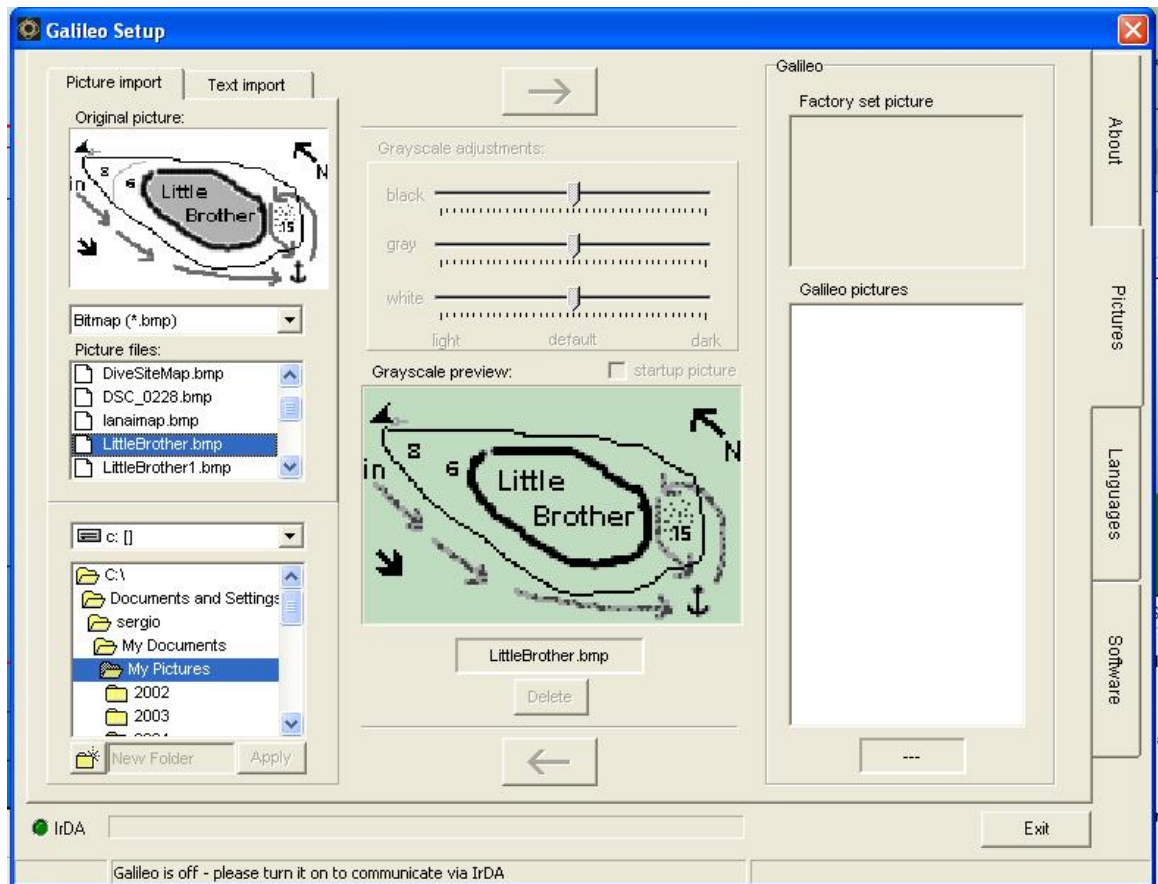 Galileo Setup
Picture import
Text import
Original picture:
in
8
6
Little
Brother
15
N
Bitmap (*.bmp)
Picture files:
DiveSiteMap.bmp
DSC_0228.bmp
lanaimap.bmp
LittleBrother.bmp
LittleBrother1.bmp
c: []
C:\
Documents and Settings
sergio
My Documents
My Pictures
2002
2003
New Folder
Apply
Grayscale adjustments:
black
gray
white
light default dark
Grayscale preview:
startup picture
in
8
6
Little
Brother
15
N
LittleBrother.bmp
Delete
Galileo
Factory set picture
Galileo pictures
---
About
Pictures
Languages
Software
IrDA
Exit
Galileo is off - please turn it on to communicate via IrDA